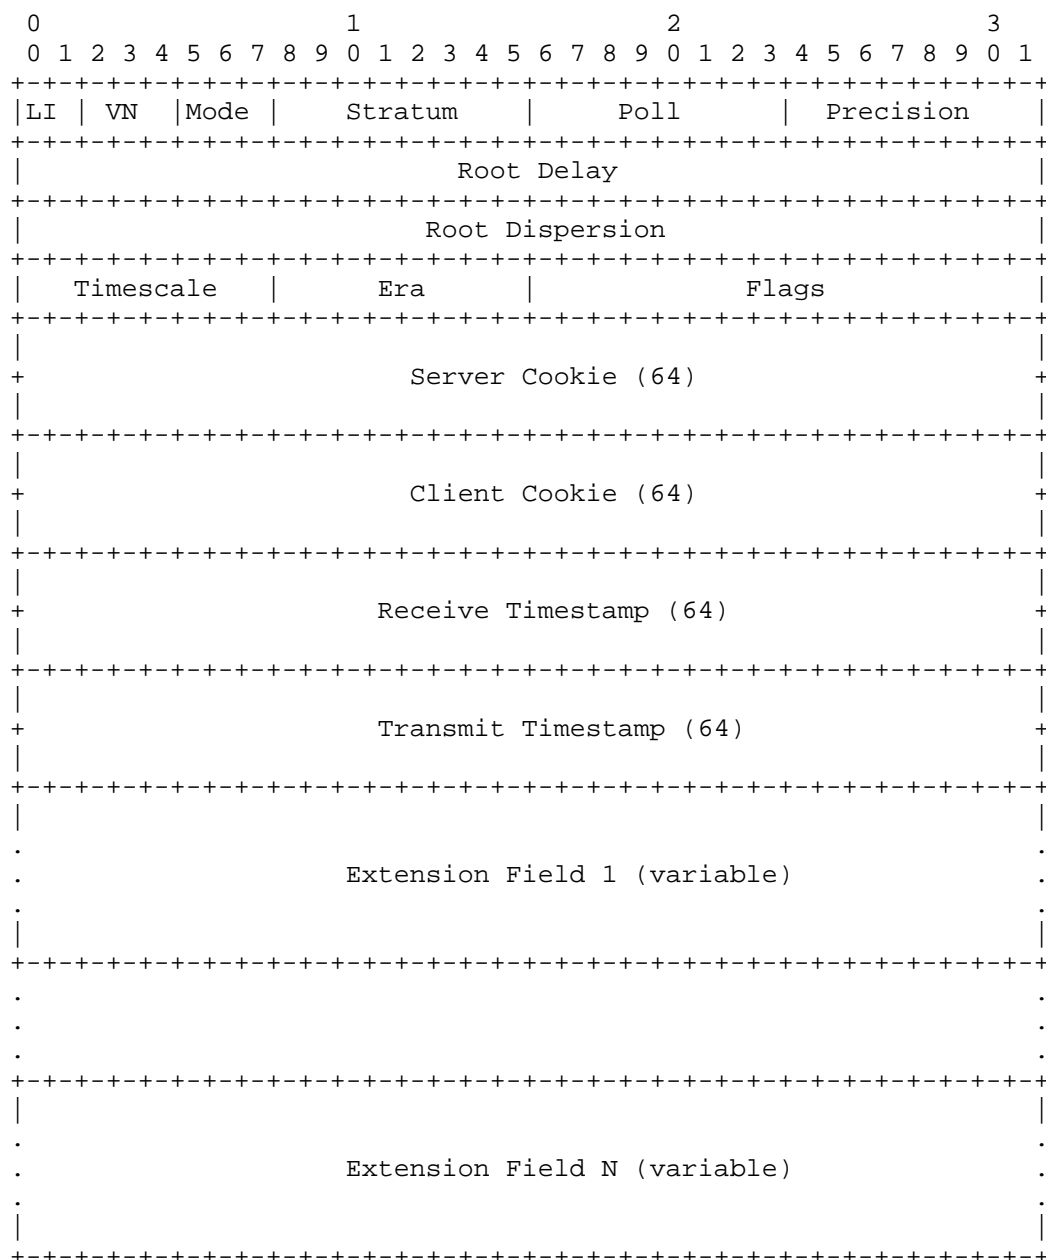 0                   1                   2                   3
 0 1 2 3 4 5 6 7 8 9 0 1 2 3 4 5 6 7 8 9 0 1 2 3 4 5 6 7 8 9 0 1
+-+-+-+-+-+-+-+-+-+-+-+-+-+-+-+-+-+-+-+-+-+-+-+-+-+-+-+-+-+-+-+-+
|LI | VN  |Mode |    Stratum    |     Poll      |  Precision    |
+-+-+-+-+-+-+-+-+-+-+-+-+-+-+-+-+-+-+-+-+-+-+-+-+-+-+-+-+-+-+-+-+
|                           Root Delay                          |
+-+-+-+-+-+-+-+-+-+-+-+-+-+-+-+-+-+-+-+-+-+-+-+-+-+-+-+-+-+-+-+-+
|                         Root Dispersion                       |
+-+-+-+-+-+-+-+-+-+-+-+-+-+-+-+-+-+-+-+-+-+-+-+-+-+-+-+-+-+-+-+-+
|   Timescale   |      Era      |             Flags             |
+-+-+-+-+-+-+-+-+-+-+-+-+-+-+-+-+-+-+-+-+-+-+-+-+-+-+-+-+-+-+-+-+
|                                                               |
+                        Server Cookie (64)                     +
|                                                               |
+-+-+-+-+-+-+-+-+-+-+-+-+-+-+-+-+-+-+-+-+-+-+-+-+-+-+-+-+-+-+-+-+
|                                                               |
+                        Client Cookie (64)                     +
|                                                               |
+-+-+-+-+-+-+-+-+-+-+-+-+-+-+-+-+-+-+-+-+-+-+-+-+-+-+-+-+-+-+-+-+
|                                                               |
+                      Receive Timestamp (64)                   +
|                                                               |
+-+-+-+-+-+-+-+-+-+-+-+-+-+-+-+-+-+-+-+-+-+-+-+-+-+-+-+-+-+-+-+-+
|                                                               |
+                      Transmit Timestamp (64)                  +
|                                                               |
+-+-+-+-+-+-+-+-+-+-+-+-+-+-+-+-+-+-+-+-+-+-+-+-+-+-+-+-+-+-+-+-+
|                                                               |
.                                                               .
.                    Extension Field 1 (variable)               .
.                                                               .
|                                                               |
+-+-+-+-+-+-+-+-+-+-+-+-+-+-+-+-+-+-+-+-+-+-+-+-+-+-+-+-+-+-+-+-+
.                                                               .
.                                                               .
.                                                               .
+-+-+-+-+-+-+-+-+-+-+-+-+-+-+-+-+-+-+-+-+-+-+-+-+-+-+-+-+-+-+-+-+
|                                                               |
.                                                               .
.                    Extension Field N (variable)               .
.                                                               .
|                                                               |
+-+-+-+-+-+-+-+-+-+-+-+-+-+-+-+-+-+-+-+-+-+-+-+-+-+-+-+-+-+-+-+-+